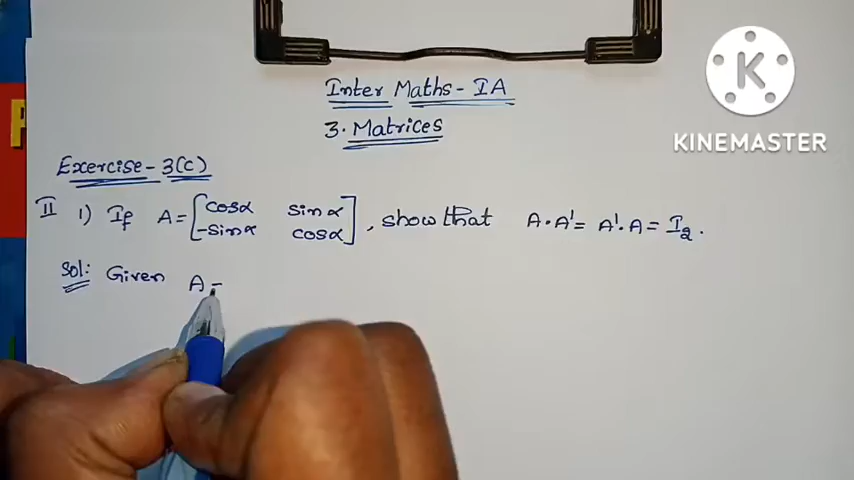 Inter Maths - IA
3. Matrices
KINEMASTER
Exercise - 3(c)
II 1) If A = [cosα sinα
-sinα cosα], show that A·A' = A'·A = I₂.
Sol: Given A =